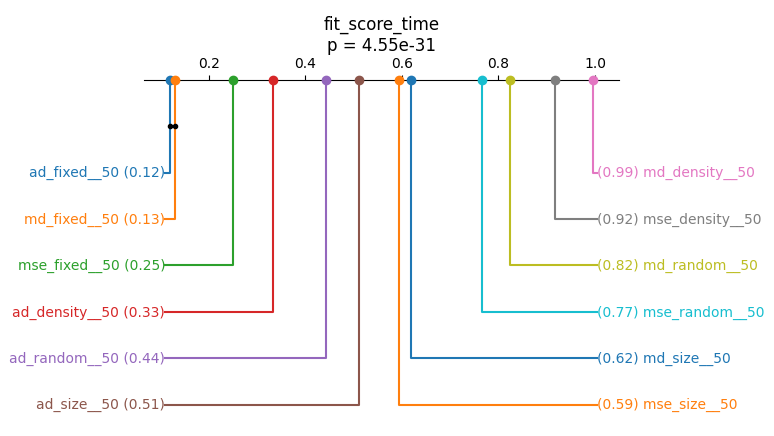 fit_score_time
p = 4.55e-31
0.2 0.4 0.6 0.8 1.0
ad_fixed__50 (0.12) (0.99) md_density__50
md_fixed__50 (0.13) (0.92) mse_density__50
mse_fixed__50 (0.25) (0.82) md_random__50
ad_density__50 (0.33) (0.77) mse_random__50
ad_random__50 (0.44) (0.62) md_size__50
ad_size__50 (0.51) (0.59) mse_size__50